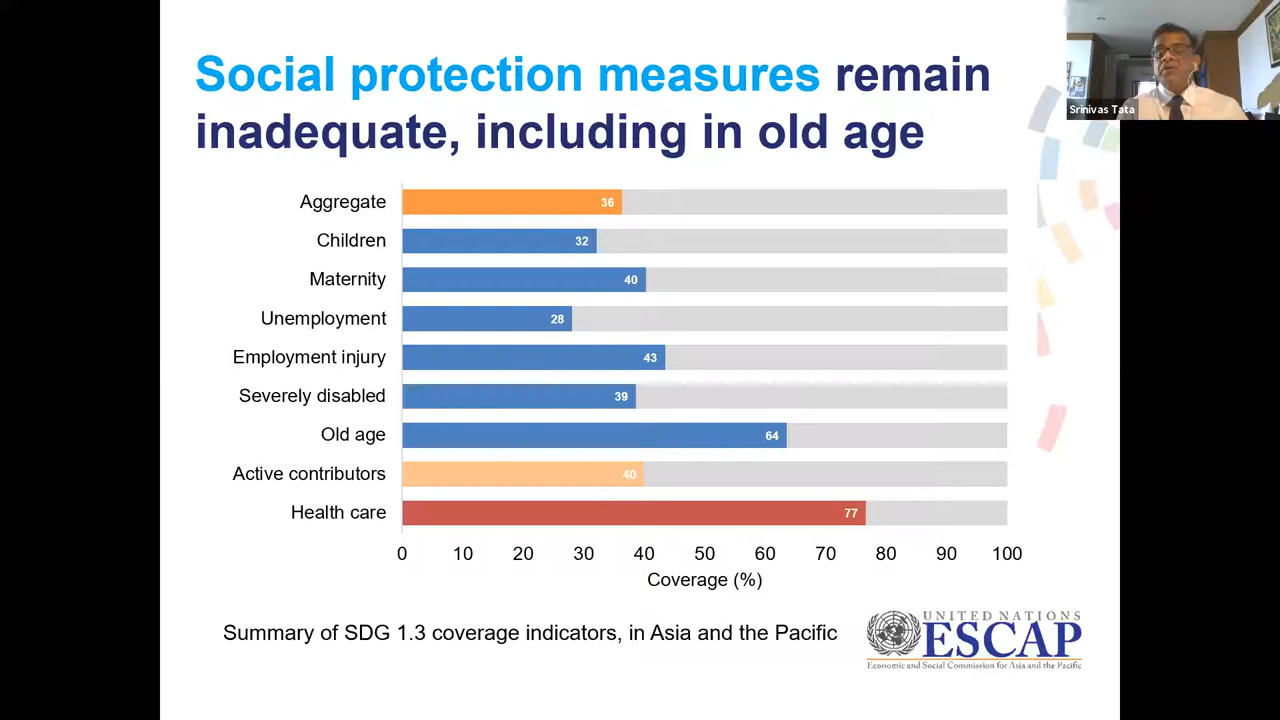 Social protection measures remain
inadequate, including in old age
Srinivas Tata
Aggregate 36
Children 32
Maternity 40
Unemployment 28
Employment injury 43
Severely disabled 39
Old age 64
Active contributors 40
Health care 77
0 10 20 30 40 50 60 70 80 90 100
Coverage (%)
Summary of SDG 1.3 coverage indicators, in Asia and the Pacific
UNITED NATIONS
ESCAP
Economic and Social Commission for Asia and the Pacific